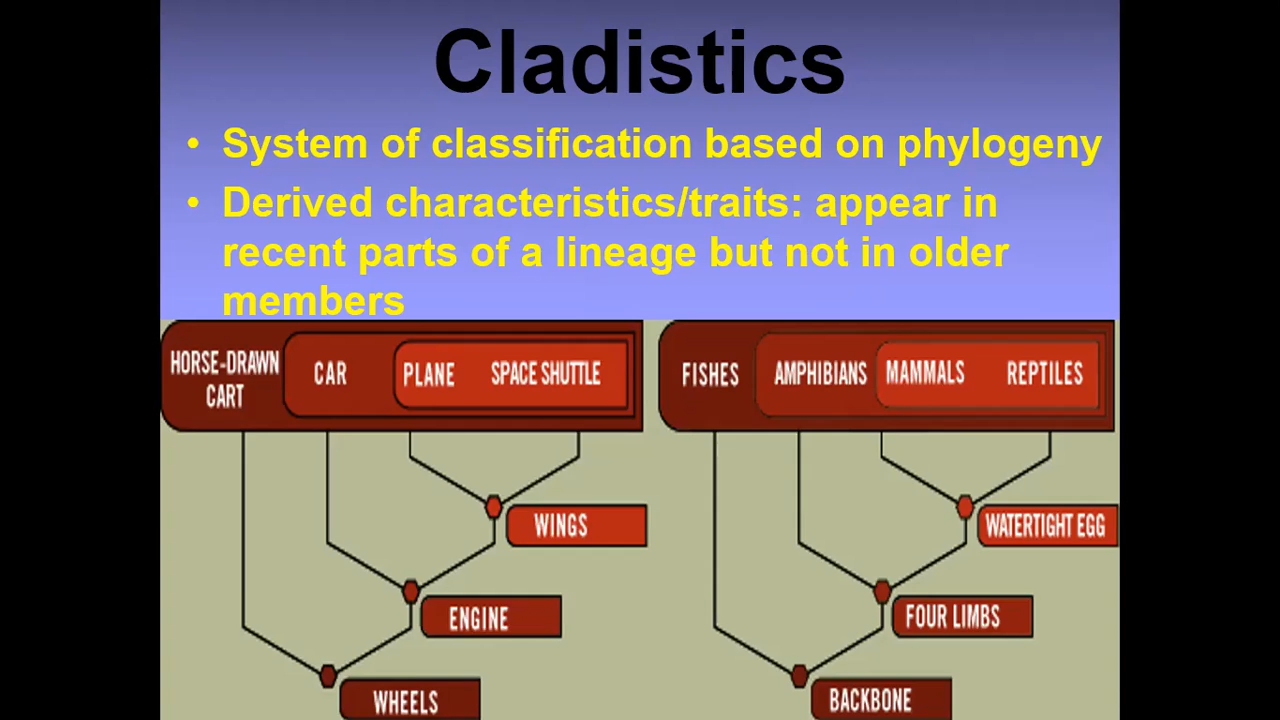 Cladistics
• System of classification based on phylogeny
• Derived characteristics/traits: appear in
recent parts of a lineage but not in older
members
HORSE-DRAWN
CART
CAR
PLANE
SPACE SHUTTLE
WINGS
ENGINE
WHEELS
FISHES
AMPHIBIANS
MAMMALS
REPTILES
WATERTIGHT EGG
FOUR LIMBS
BACKBONE